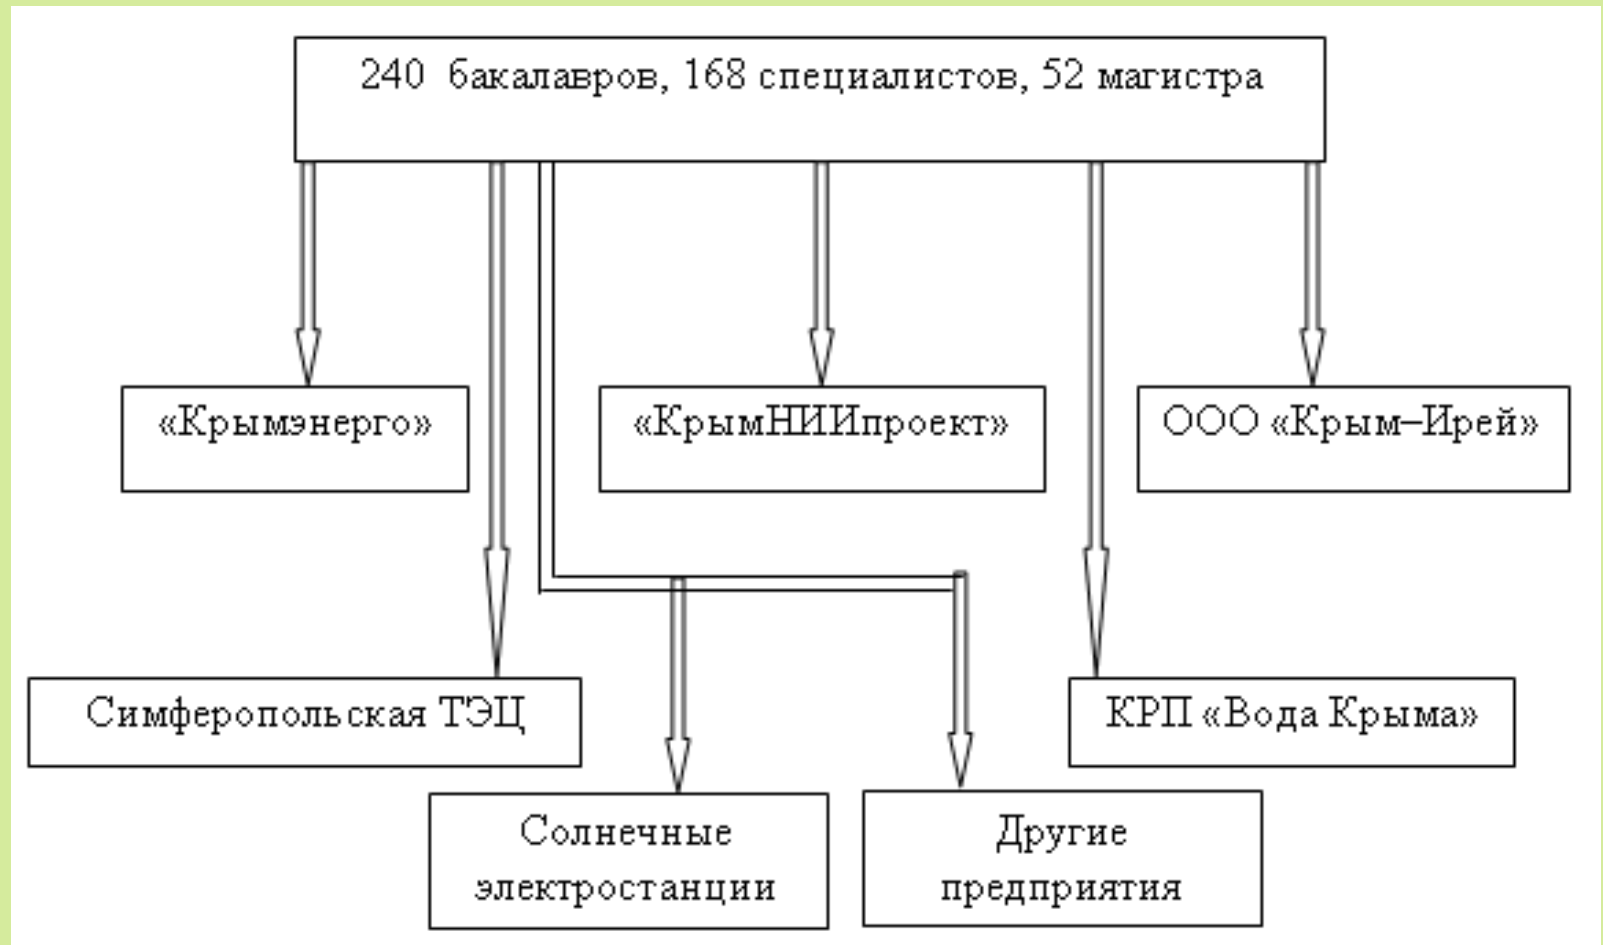 240 бакалавров, 168 специалистов, 52 магистра
«Крымэнерго»
«КрымНИИпроект»
ООО «Крым–Ирей»
Симферопольская ТЭЦ
КРП «Вода Крыма»
Солнечные
электростанции
Другие
предприятия